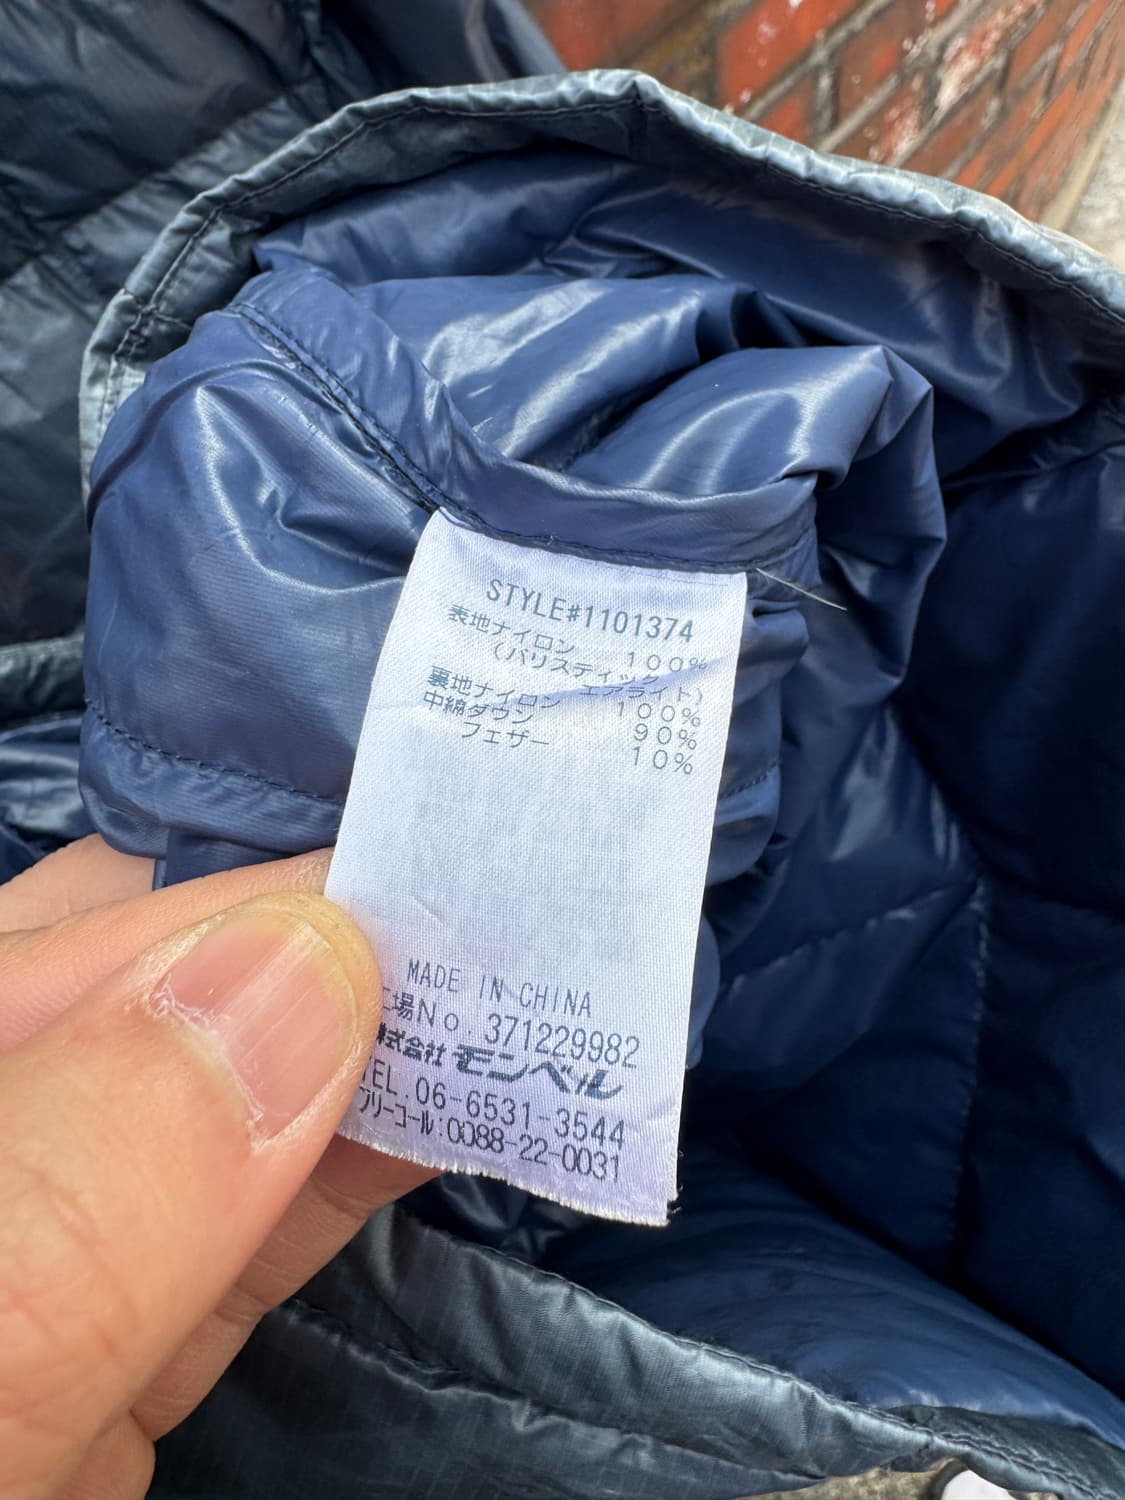 STYLE#1101374
表地ナイロン 100%
(バリスティック
エアライト)
裏地ナイロン 100%
中綿ダウン 90%
フェザー 10%
MADE IN CHINA
工場No. 371229982
株式会社 モンベル
TEL. 06-6531-3544
フリーコール:0088-22-0031